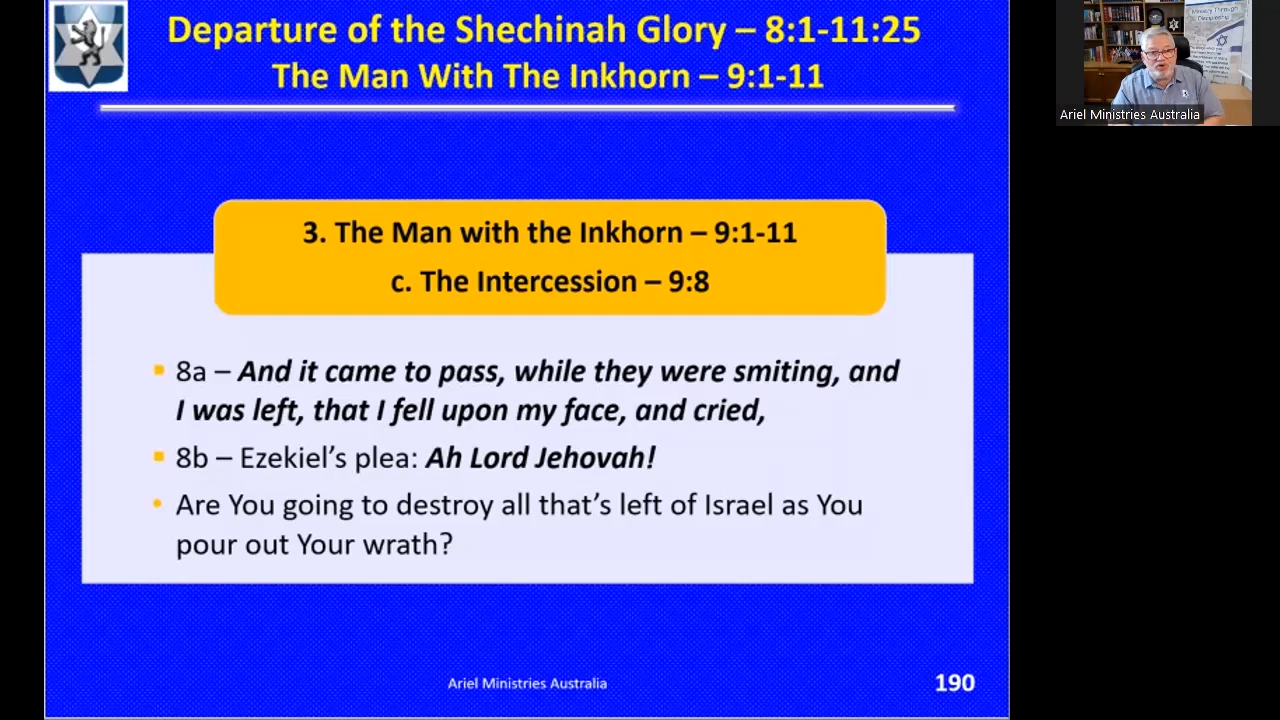 Departure of the Shechinah Glory – 8:1-11:25
The Man With The Inkhorn – 9:1-11
3. The Man with the Inkhorn – 9:1-11
c. The Intercession – 9:8
8a – And it came to pass, while they were smiting, and
I was left, that I fell upon my face, and cried,
8b – Ezekiel’s plea: Ah Lord Jehovah!
Are You going to destroy all that’s left of Israel as You
pour out Your wrath?
Ariel Ministries Australia
190
Ministry Through
Discipleship
Ariel Ministries Australia